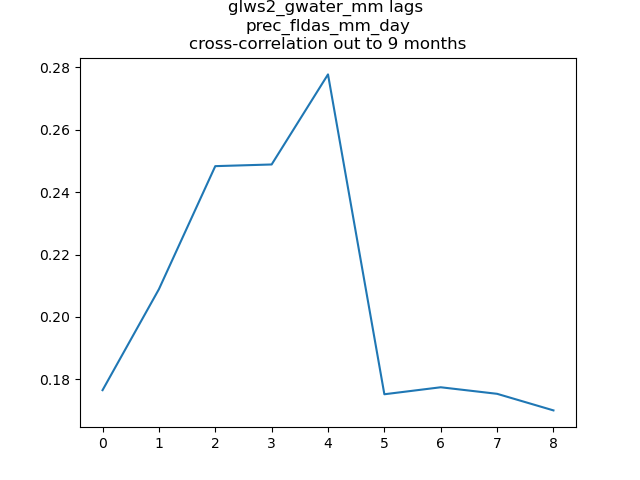 glws2_gwater_mm lags
prec_fldas_mm_day
cross-correlation out to 9 months
0.28
0.26
0.24
0.22
0.20
0.18
0 1 2 3 4 5 6 7 8